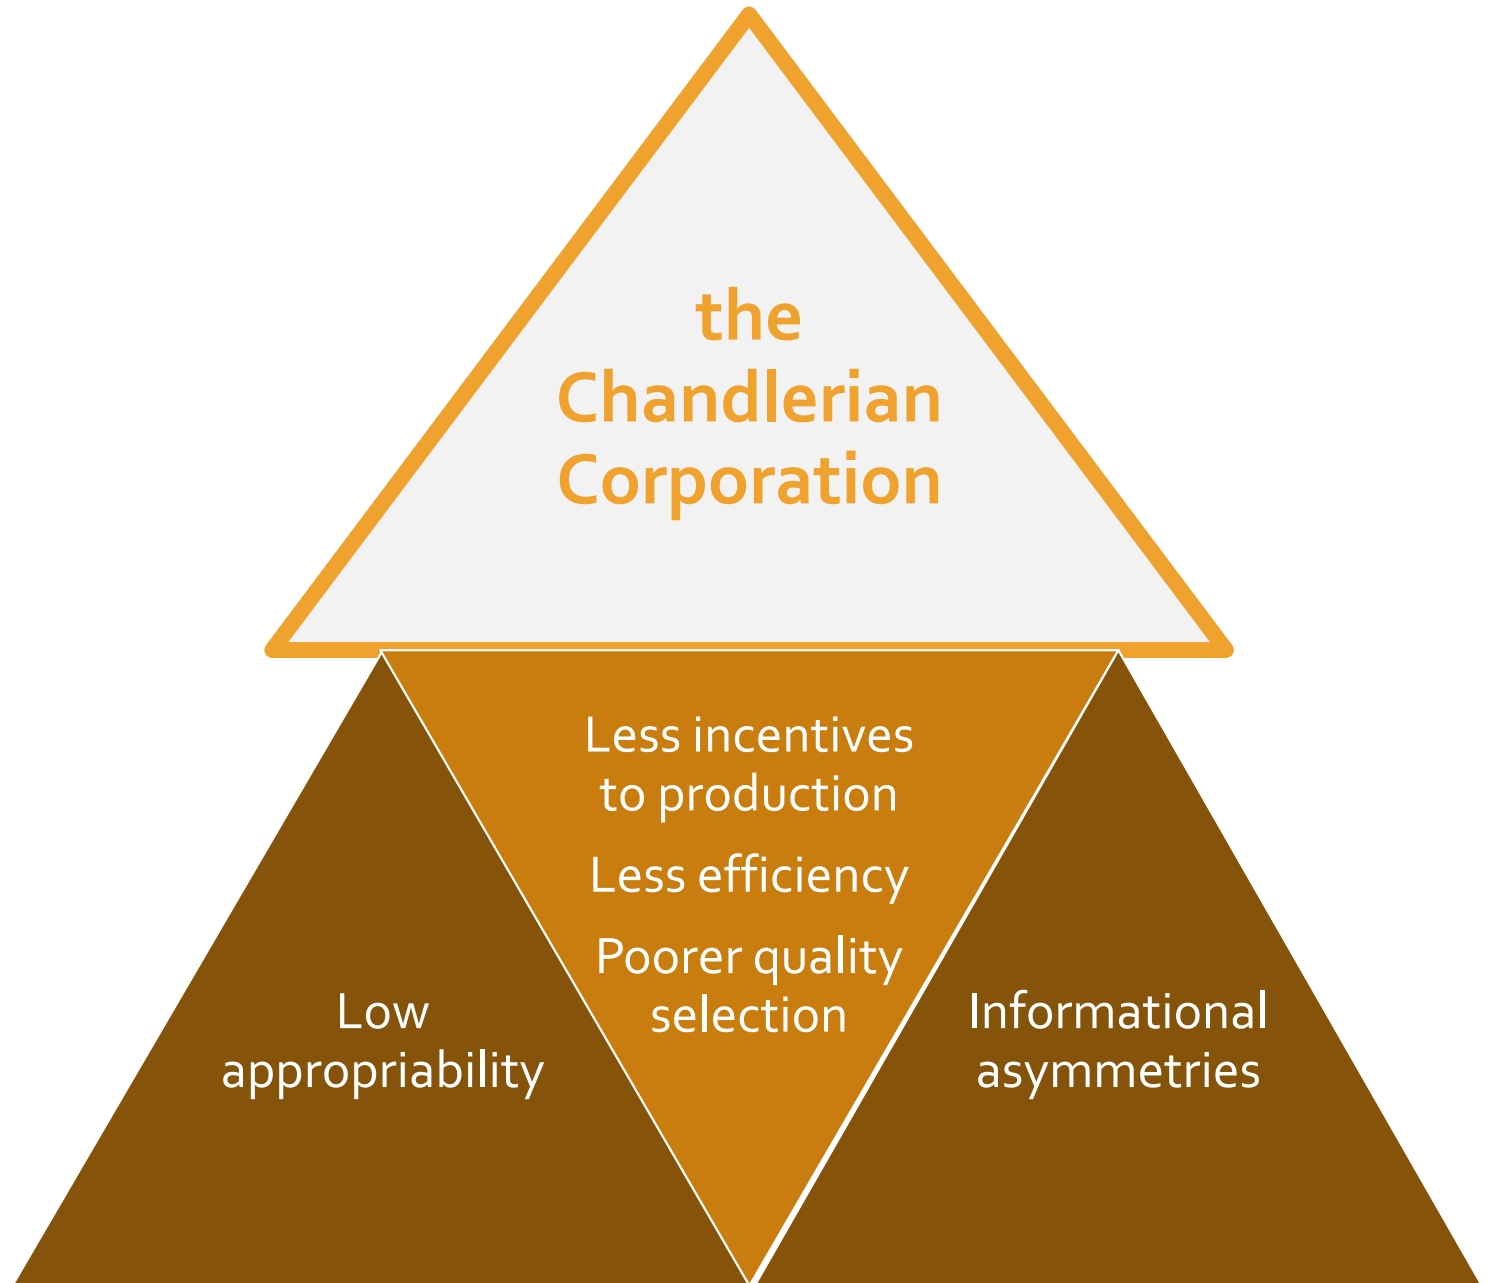 the
Chandlerian
Corporation
Less incentives
to production
Less efficiency
Poorer quality
selection
Low
appropriability
Informational
asymmetries